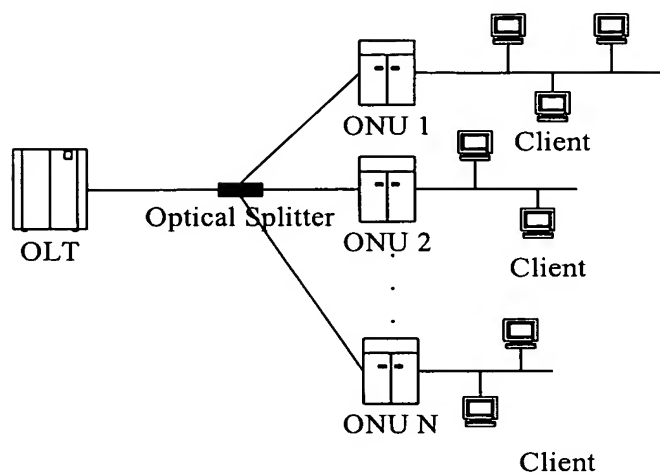 ONU 1
Client
Optical Splitter
ONU 2
OLT
Client
ONU N
Client